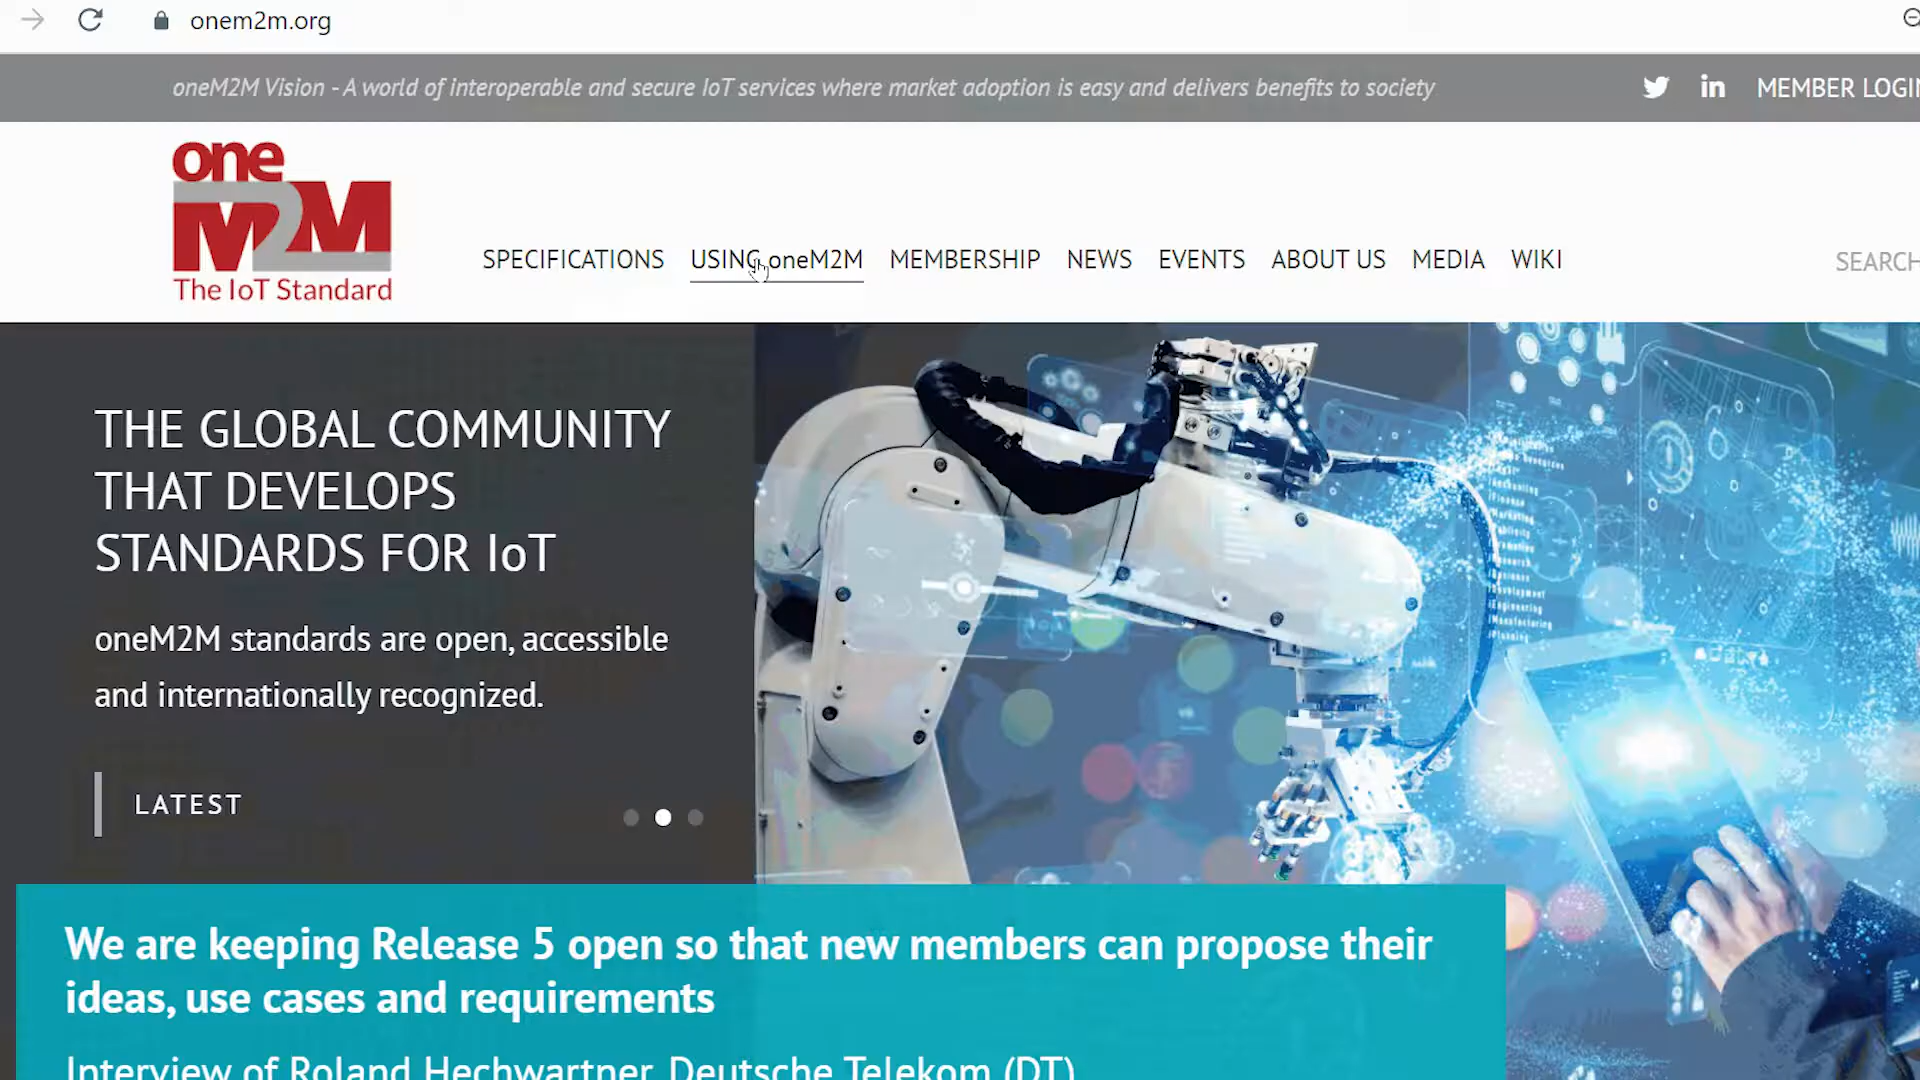 onem2m.org
oneM2M Vision - A world of interoperable and secure IoT services where market adoption is easy and delivers benefits to society
MEMBER LOGIN
one
M2M
The IoT Standard
SPECIFICATIONS
USING oneM2M
MEMBERSHIP
NEWS
EVENTS
ABOUT US
MEDIA
WIKI
SEARCH
THE GLOBAL COMMUNITY
THAT DEVELOPS
STANDARDS FOR IoT
oneM2M standards are open, accessible
and internationally recognized.
LATEST
We are keeping Release 5 open so that new members can propose their
ideas, use cases and requirements
Interview of Roland Hechwartner, Deutsche Telekom (DT)